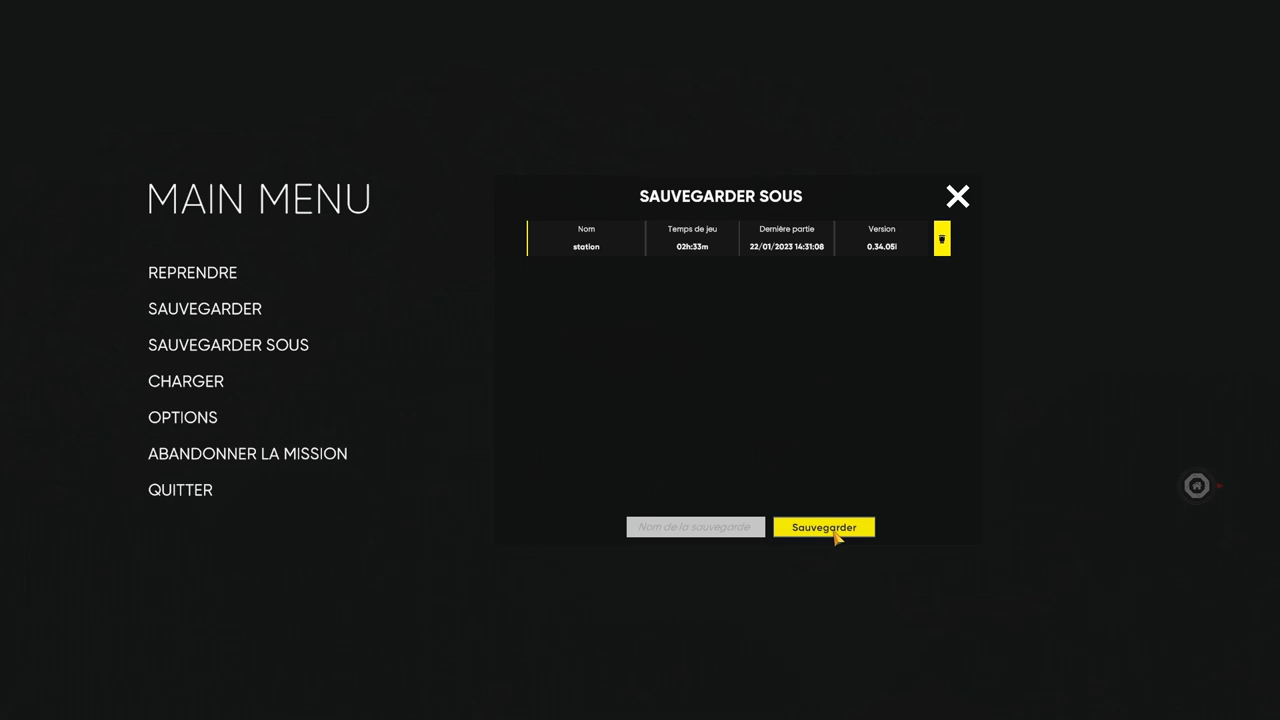 MAIN MENU
REPRENDRE
SAUVEGARDER
SAUVEGARDER SOUS
CHARGER
OPTIONS
ABANDONNER LA MISSION
QUITTER
SAUVEGARDER SOUS
Nom Temps de jeu Dernière partie Version
station 02h:33m 22/01/2023 14:31:08 0.34.05l
Nom de la sauvegarde Sauvegarder